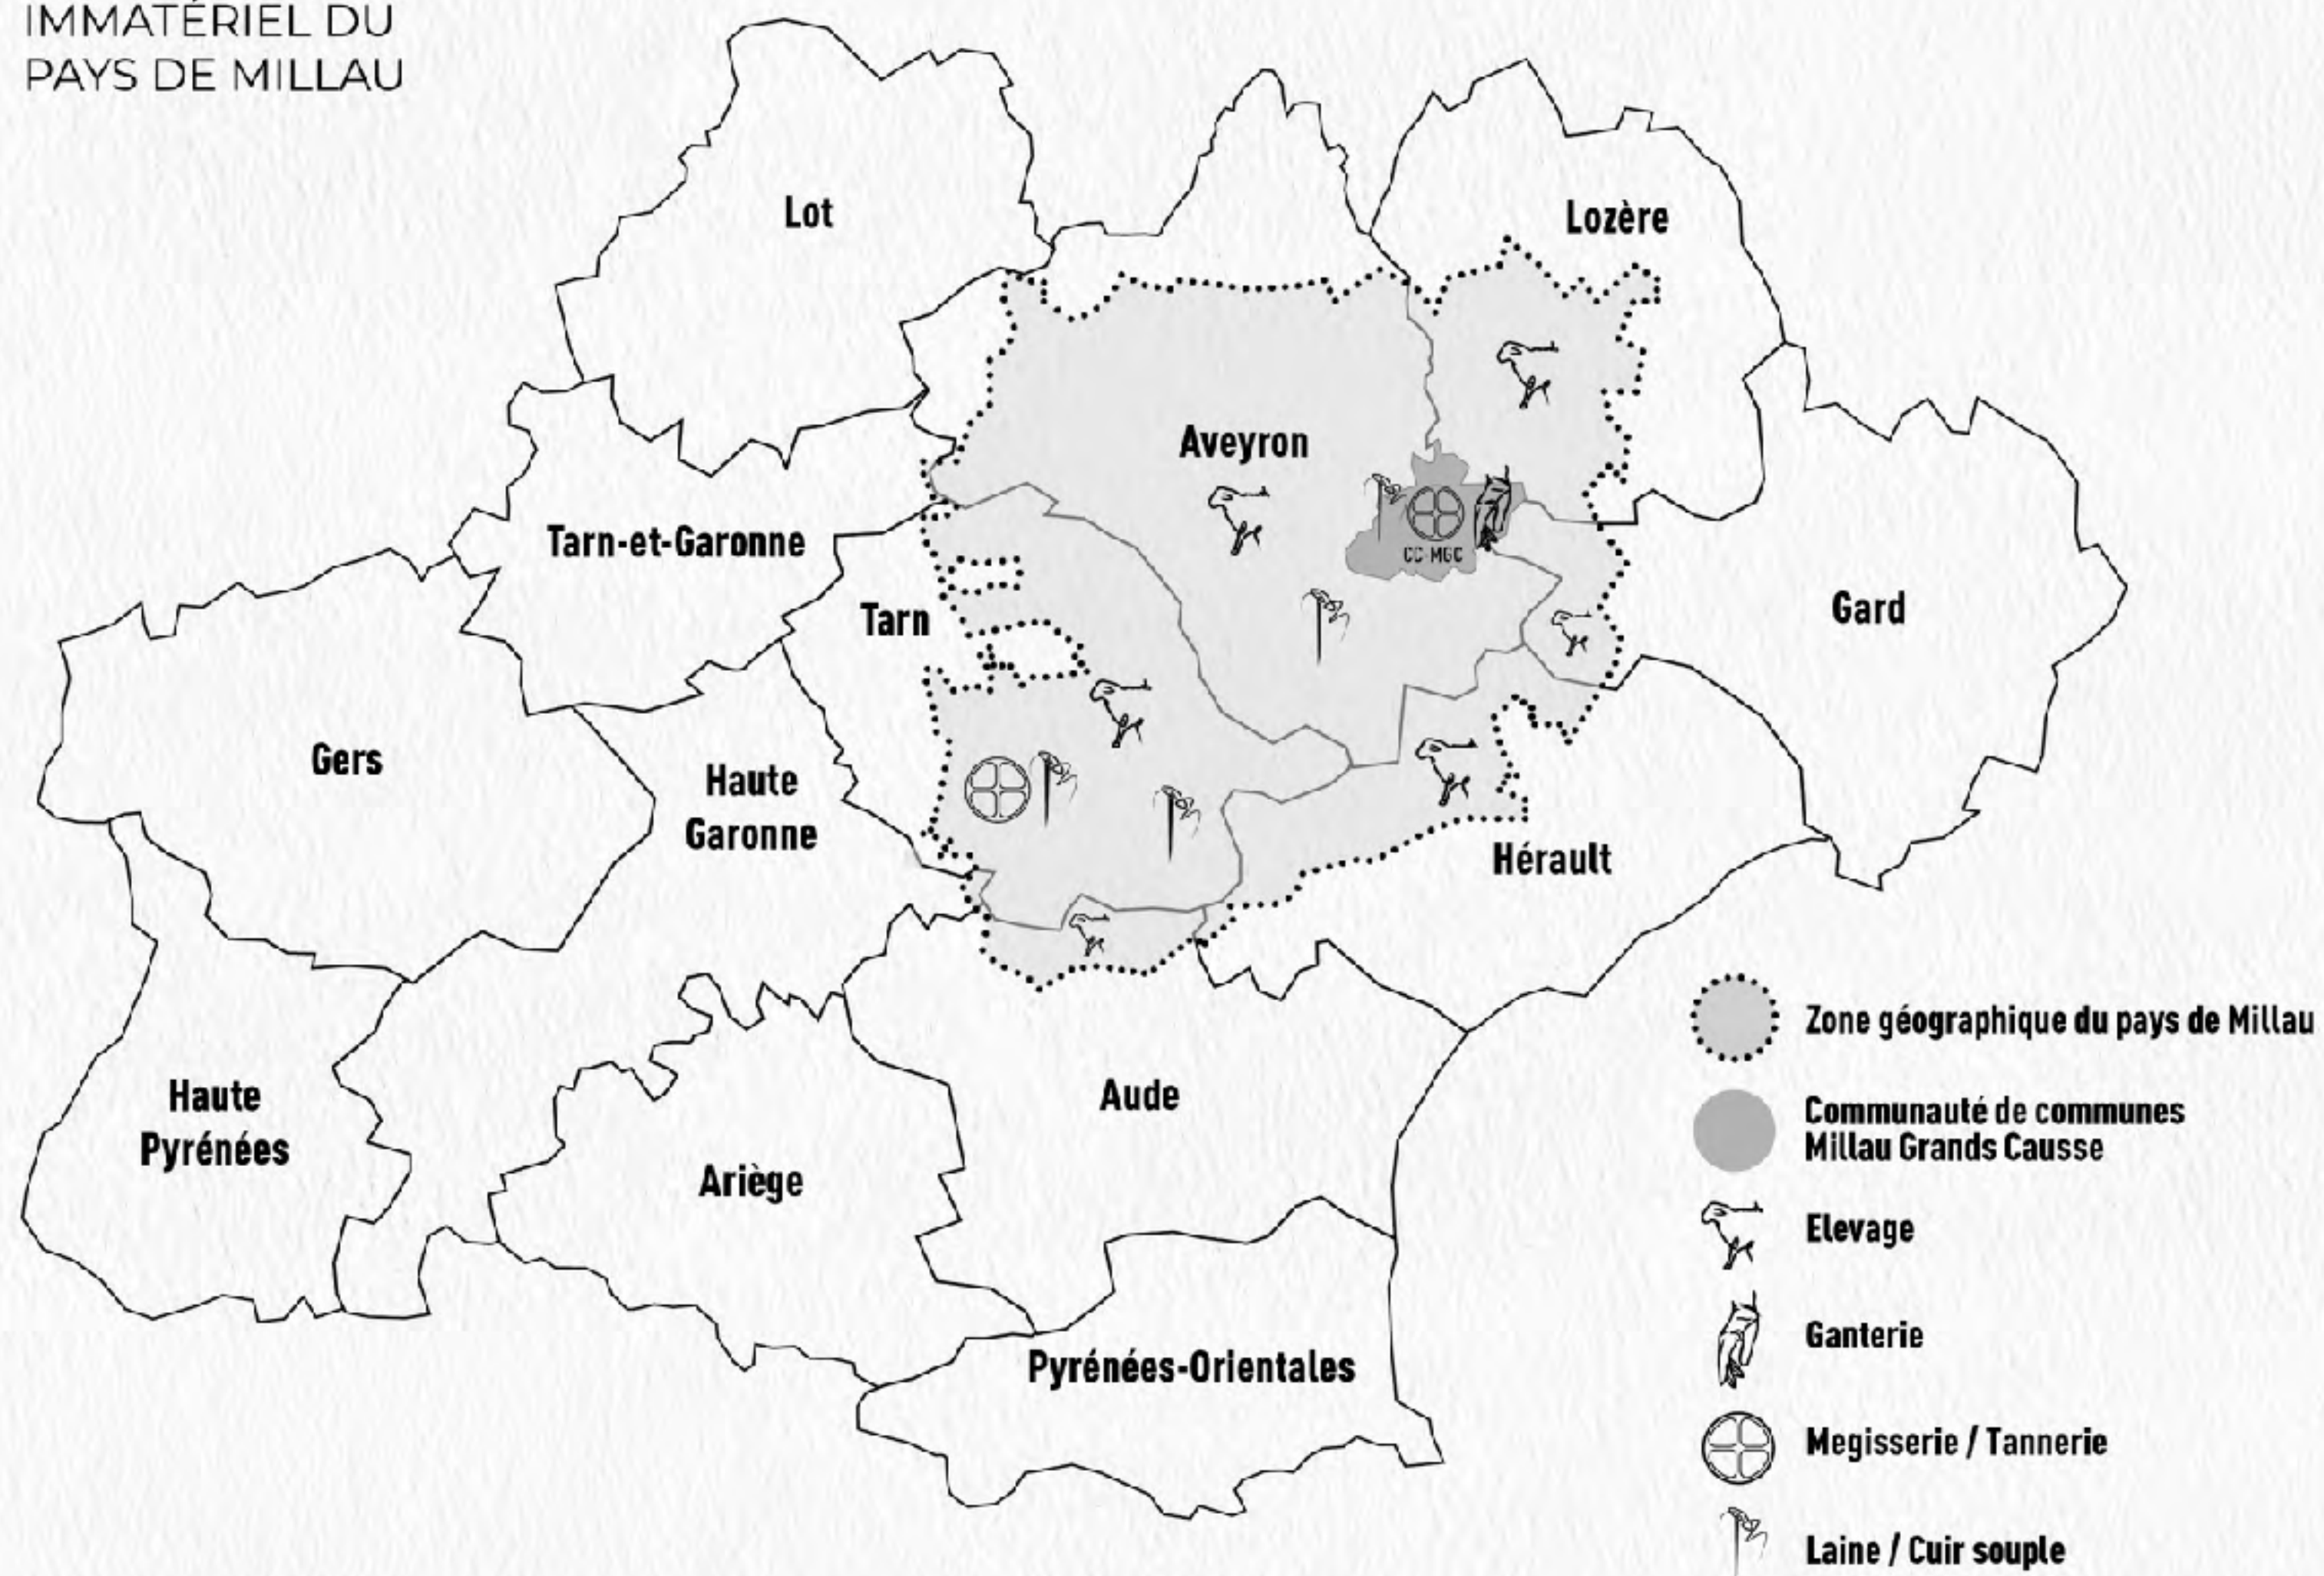 IMMATÉRIEL DU
PAYS DE MILLAU
Lot
Lozère
Aveyron
Tarn-et-Garonne
CC-MGC
Tarn
Gard
Gers
Haute
Garonne
Hérault
Zone géographique du pays de Millau
Haute
Pyrénées
Aude
Communauté de communes
Millau Grands Causse
Ariège
Elevage
Ganterie
Pyrénées-Orientales
Megisserie / Tannerie
Laine / Cuir souple